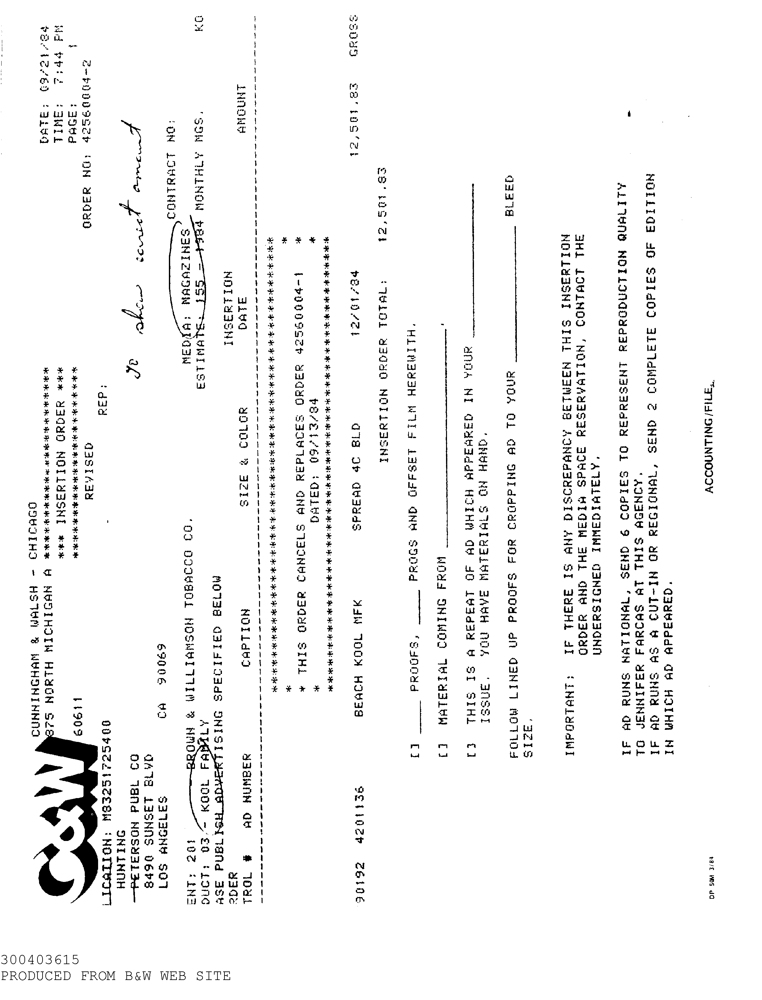 C&W
CUNNINGHAM & WALSH - CHICAGO
875 NORTH MICHIGAN A
60611
*********************
*** INSERTION ORDER ***
*********************
REVISED
DATE: 09/21/84
TIME: 7:44 PM
PAGE: 1
ORDER NO: 42560004-2
LICATION: M83251725400
REP:
HUNTING
PETERSON PUBL CO
8490 SUNSET BLVD
LOS ANGELES CA 90069
to show correct amount
CONTRACT NO:
ENT: 201 - BROWN & WILLIAMSON TOBACCO CO. MEDIA: MAGAZINES
DUCT: 03 - KOOL FAMILY ESTIMATE: 155 - 1984 MONTHLY MGS. KO
ASE PUBLISH ADVERTISING SPECIFIED BELOW
RDER INSERTION
TROL # AD NUMBER CAPTION SIZE & COLOR DATE AMOUNT
* THIS ORDER CANCELS AND REPLACES ORDER 42560004-1 *
* DATED: 09/13/84 *
90192 4201136 BEACH KOOL MFK SPREAD 4C BLD 12/01/84 12,501.83 GROSS
INSERTION ORDER TOTAL: 12,501.83
[] ____ PROOFS, ____ PROGS AND OFFSET FILM HEREWITH.
[] MATERIAL COMING FROM ____________.
[] THIS IS A REPEAT OF AD WHICH APPEARED IN YOUR ____________
ISSUE. YOU HAVE MATERIALS ON HAND.
FOLLOW LINED UP PROOFS FOR CROPPING AD TO YOUR ____________ BLEED
SIZE.
IMPORTANT: IF THERE IS ANY DISCREPANCY BETWEEN THIS INSERTION
ORDER AND THE MEDIA SPACE RESERVATION, CONTACT THE
UNDERSIGNED IMMEDIATELY.
IF AD RUNS NATIONAL, SEND 6 COPIES TO REPRESENT REPRODUCTION QUALITY
TO JENNIFER FARCAS AT THIS AGENCY.
IF AD RUNS AS A CUT-IN OR REGIONAL, SEND 2 COMPLETE COPIES OF EDITION
IN WHICH AD APPEARED.
ACCOUNTING/FILE
300403615
PRODUCED FROM B&W WEB SITE